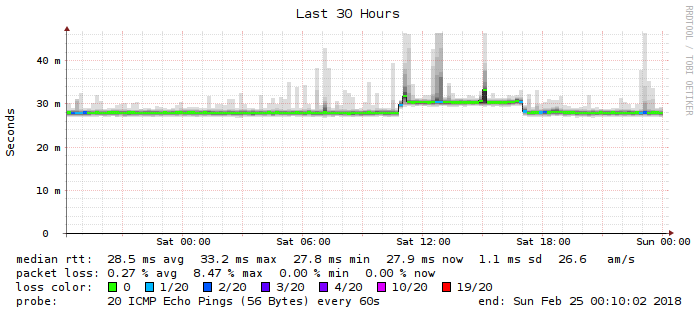 Last 30 Hours
RRDTOOL / TOBI OETIKER
Seconds
40 m
30 m
20 m
10 m
0
Sat 00:00 Sat 06:00 Sat 12:00 Sat 18:00 Sun 00:00
median rtt: 28.5 ms avg 33.2 ms max 27.8 ms min 27.9 ms now 1.1 ms sd 26.6 am/s
packet loss: 0.27 % avg 8.47 % max 0.00 % min 0.00 % now
loss color: 0 1/20 2/20 3/20 4/20 10/20 19/20
probe: 20 ICMP Echo Pings (56 Bytes) every 60s end: Sun Feb 25 00:10:02 2018